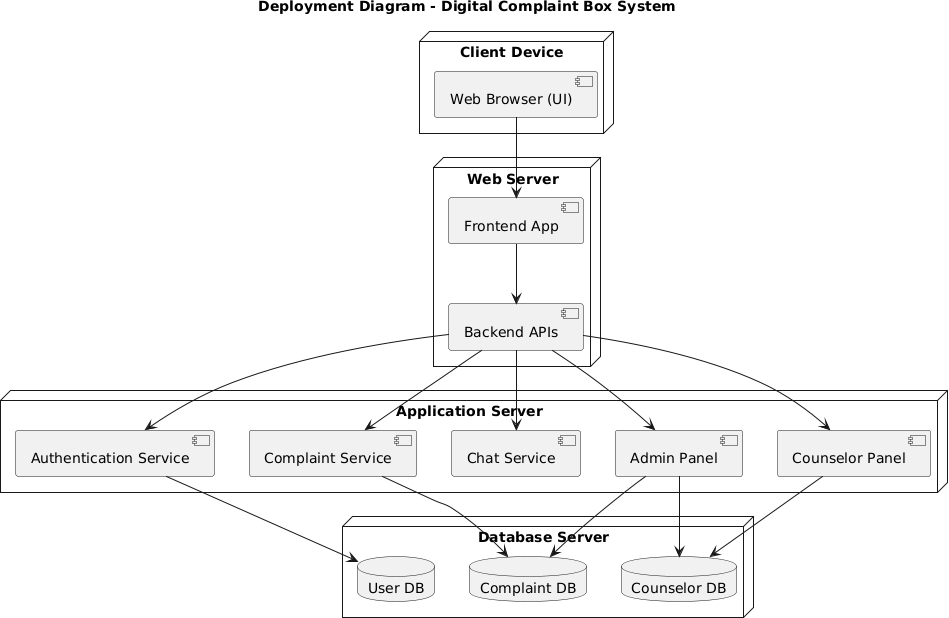 Deployment Diagram - Digital Complaint Box System
Client Device
Web Browser (UI)
Web Server
Frontend App
Backend APIs
Application Server
Authentication Service
Complaint Service
Chat Service
Admin Panel
Counselor Panel
Database Server
User DB
Complaint DB
Counselor DB